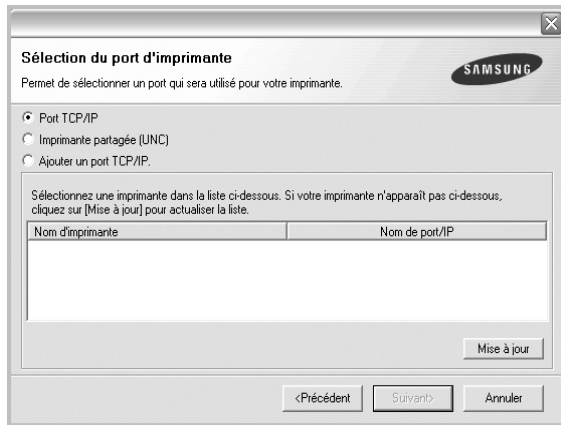 Sélection du port d'imprimante
Permet de sélectionner un port qui sera utilisé pour votre imprimante.
SAMSUNG
Port TCP/IP
Imprimante partagée (UNC)
Ajouter un port TCP/IP.
Sélectionnez une imprimante dans la liste ci-dessous. Si votre imprimante n'apparaît pas ci-dessous,
cliquez sur [Mise à jour] pour actualiser la liste.
Nom d'imprimante Nom de port/IP
Mise à jour
<Précédent Suivant> Annuler